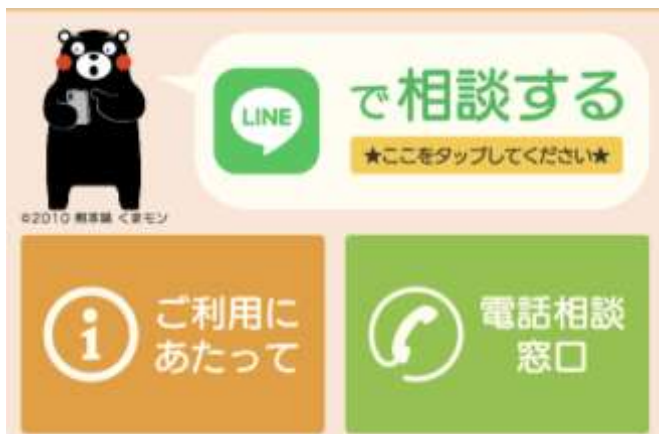 LINE
で相談する
★ここをタップしてください★
©2010 熊本県 くまモン
ご利用に
あたって
電話相談
窓口